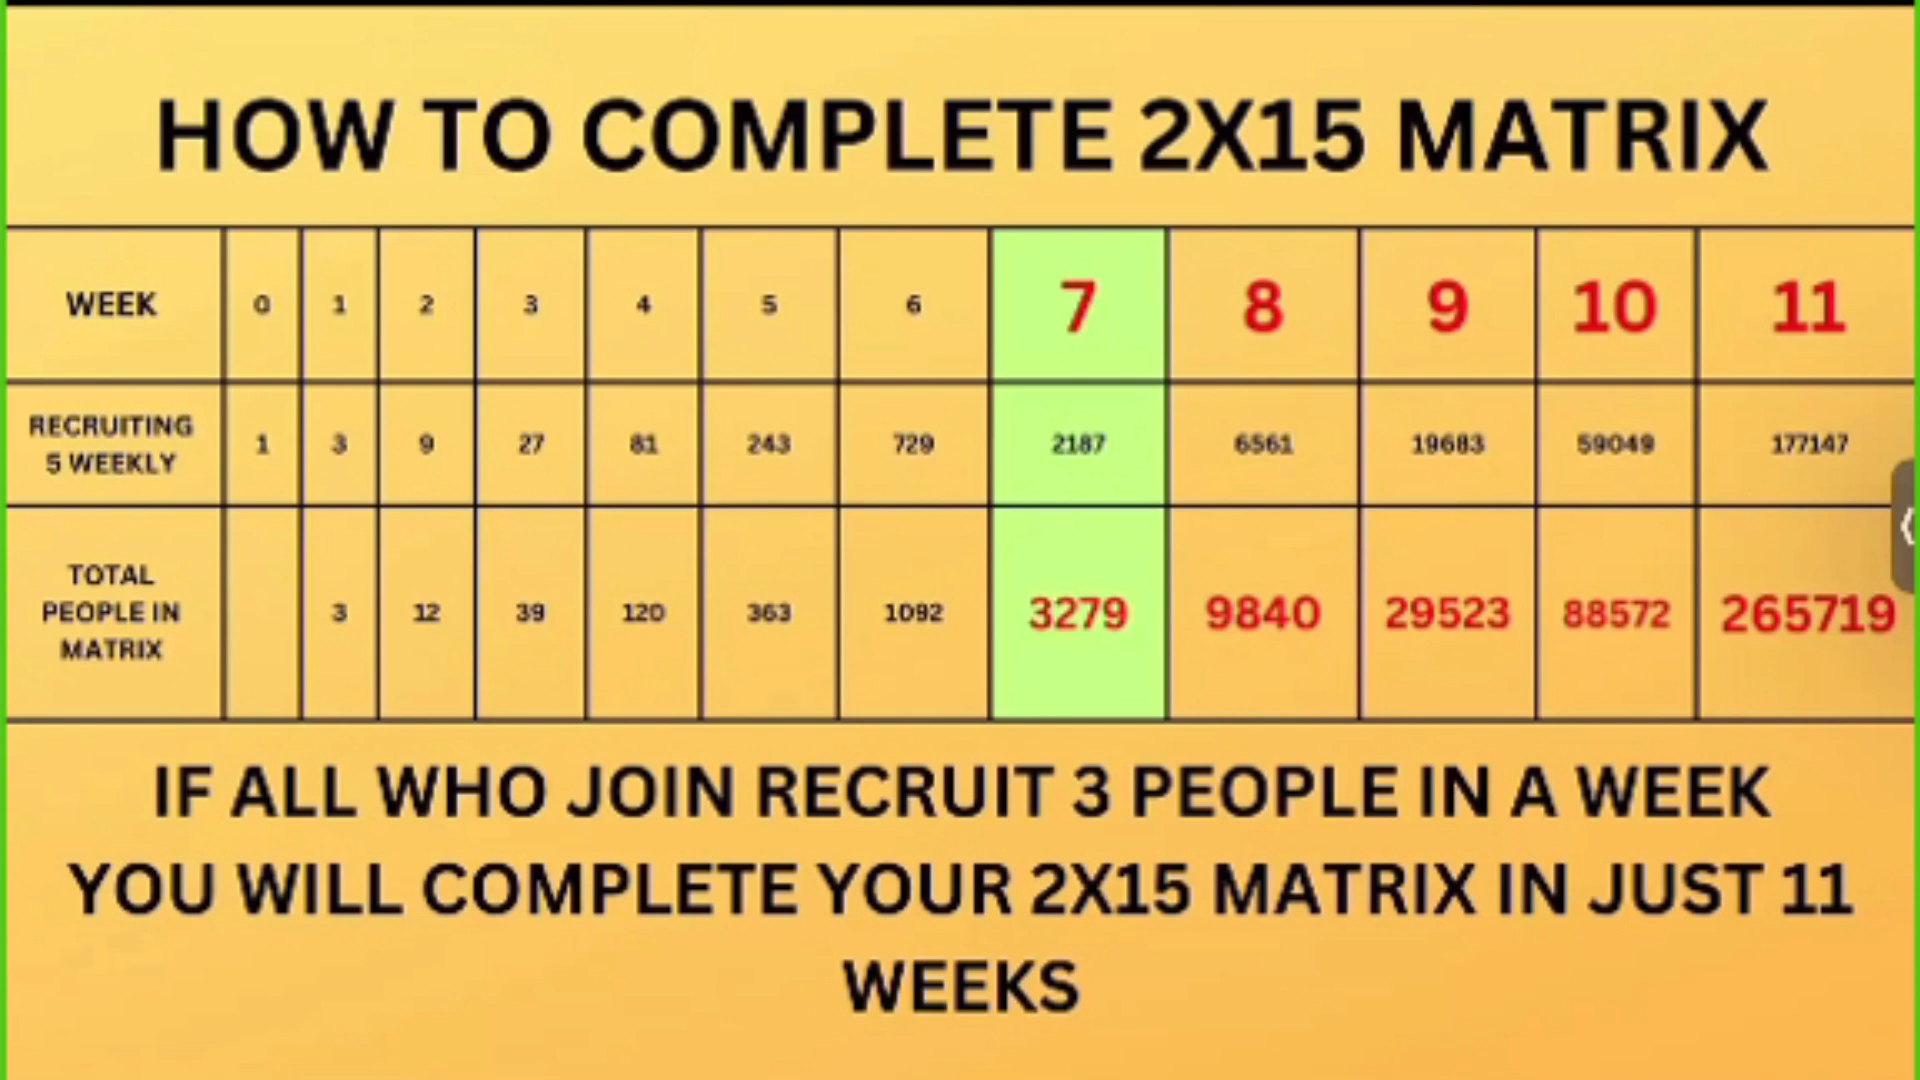 HOW TO COMPLETE 2X15 MATRIX
WEEK 0 1 2 3 4 5 6 7 8 9 10 11
RECRUITING
5 WEEKLY 1 3 9 27 81 243 729 2187 6561 19683 59049 177147
TOTAL
PEOPLE IN
MATRIX 3 12 39 120 363 1092 3279 9840 29523 88572 265719
IF ALL WHO JOIN RECRUIT 3 PEOPLE IN A WEEK
YOU WILL COMPLETE YOUR 2X15 MATRIX IN JUST 11
WEEKS